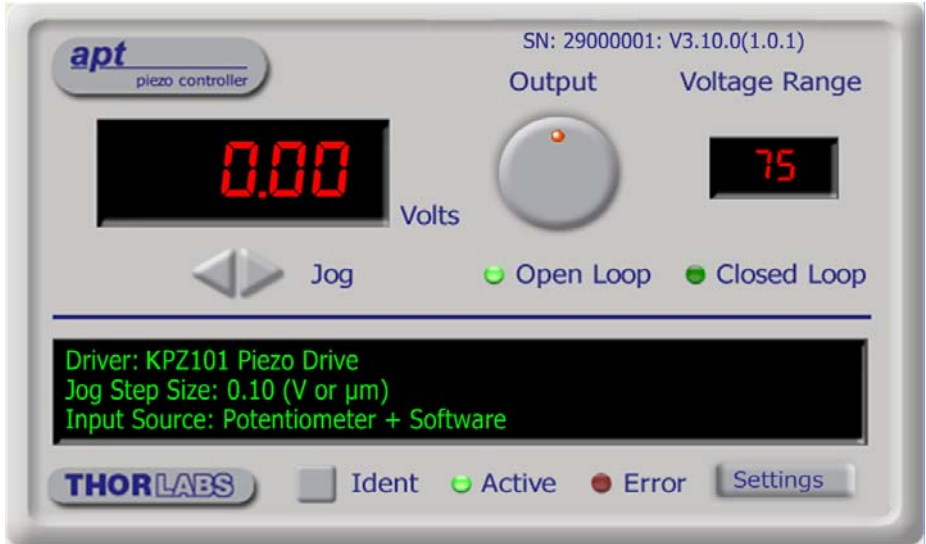 apt
piezo controller
SN: 29000001: V3.10.0(1.0.1)
Output
Voltage Range
0.00
Volts
75
Jog
Open Loop
Closed Loop
Driver: KPZ101 Piezo Drive
Jog Step Size: 0.10 (V or µm)
Input Source: Potentiometer + Software
THORLABS
Ident
Active
Error
Settings